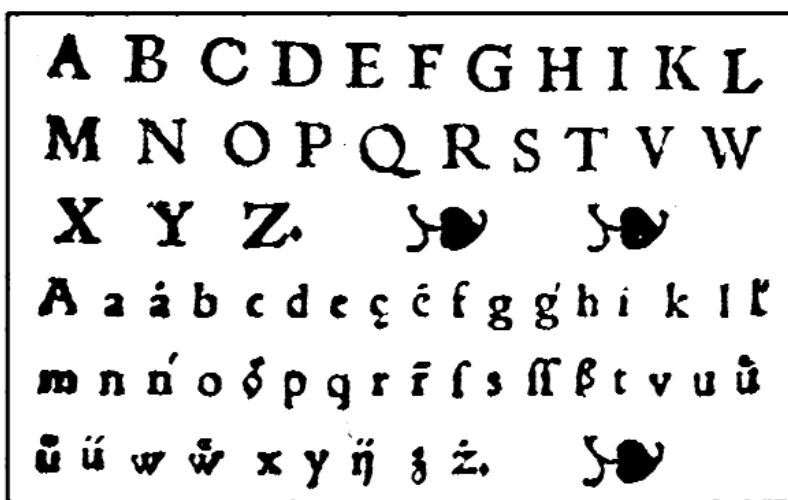 A B C D E F G H I K L
M N O P Q R S T V W
X Y Z. ❧ ❧
A a á b c d e ç ć f g ǵ h i k l
m n ń o p q r r̄ ſ s ſſ ß t v u ů
w ẘ x y ÿ ʒ ż. ❧